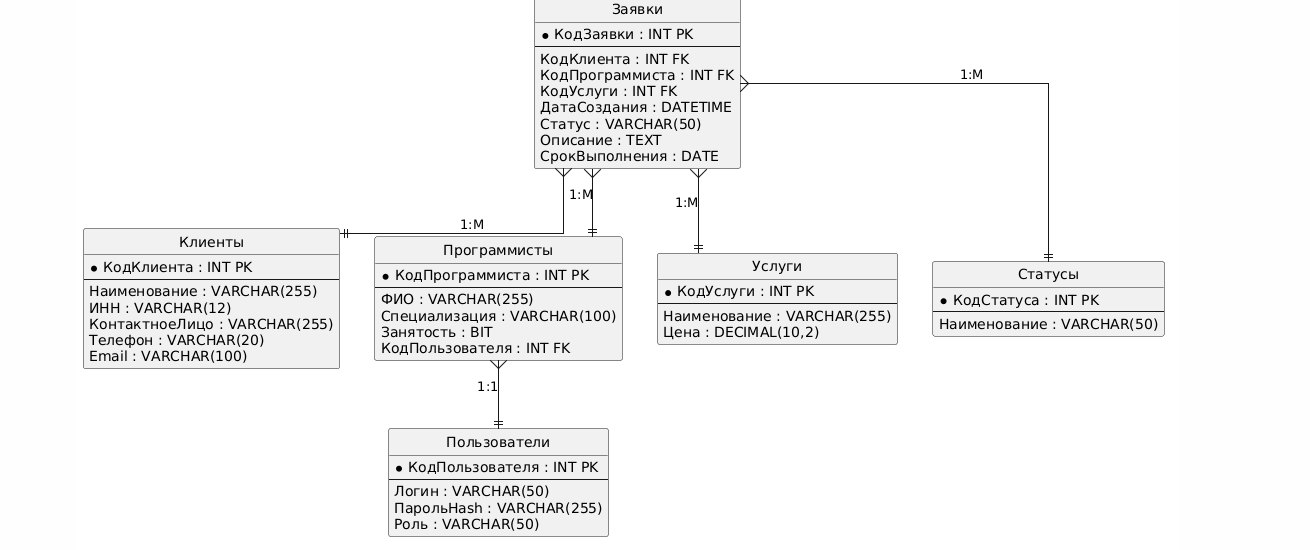 Заявки
КодЗаявки : INT PK
КодКлиента : INT FK
КодПрограммиста : INT FK
КодУслуги : INT FK
ДатаСоздания : DATETIME
Статус : VARCHAR(50)
Описание : TEXT
СрокВыполнения : DATE
1:M
1:M
1:M
1:M
Клиенты
КодКлиента : INT PK
Наименование : VARCHAR(255)
ИНН : VARCHAR(12)
КонтактноеЛицо : VARCHAR(255)
Телефон : VARCHAR(20)
Email : VARCHAR(100)
Программисты
КодПрограммиста : INT PK
ФИО : VARCHAR(255)
Специализация : VARCHAR(100)
Занятость : BIT
КодПользователя : INT FK
Услуги
КодУслуги : INT PK
Наименование : VARCHAR(255)
Цена : DECIMAL(10,2)
Статусы
КодСтатуса : INT PK
Наименование : VARCHAR(50)
1:1
Пользователи
КодПользователя : INT PK
Логин : VARCHAR(50)
ПарольHash : VARCHAR(255)
Роль : VARCHAR(50)